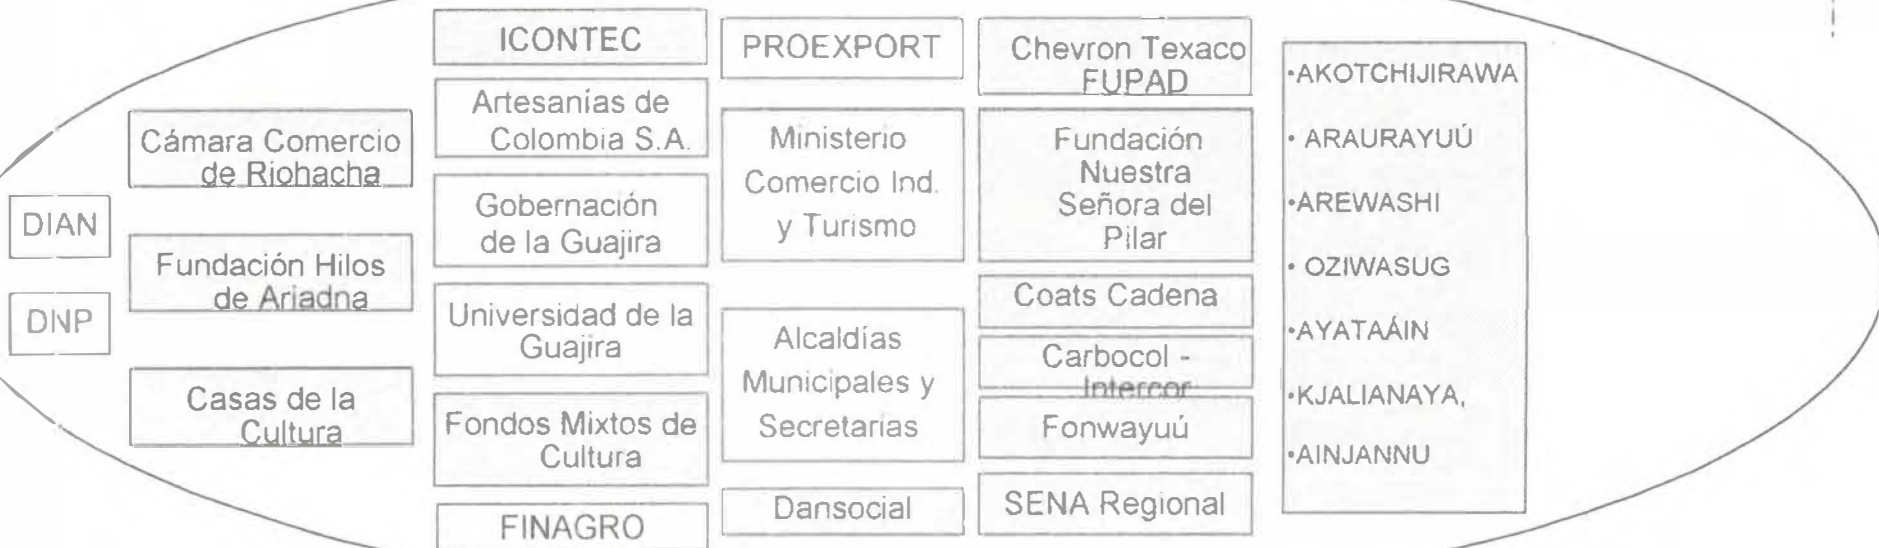 DIAN
DNP
Cámara Comercio
de Riohacha
Fundación Hilos
de Ariadna
Casas de la
Cultura
ICONTEC
Artesanías de
Colombia S.A.
Gobernación
de la Guajira
Universidad de la
Guajira
Fondos Mixtos de
Cultura
FINAGRO
PROEXPORT
Ministerio
Comercio Ind.
y Turismo
Alcaldías
Municipales y
Secretarías
Dansocial
Chevron Texaco
FUPAD
Fundación
Nuestra
Señora del
Pilar
Coats Cadena
Carbocol -
Intercor
Fonwayuú
SENA Regional
•AKOTCHIJIRAWA
• ARAURAYUÚ
•AREWASHI
• OZIWASUG
•AYATAÁIN
•KJALIANAYA,
•AINJANNU